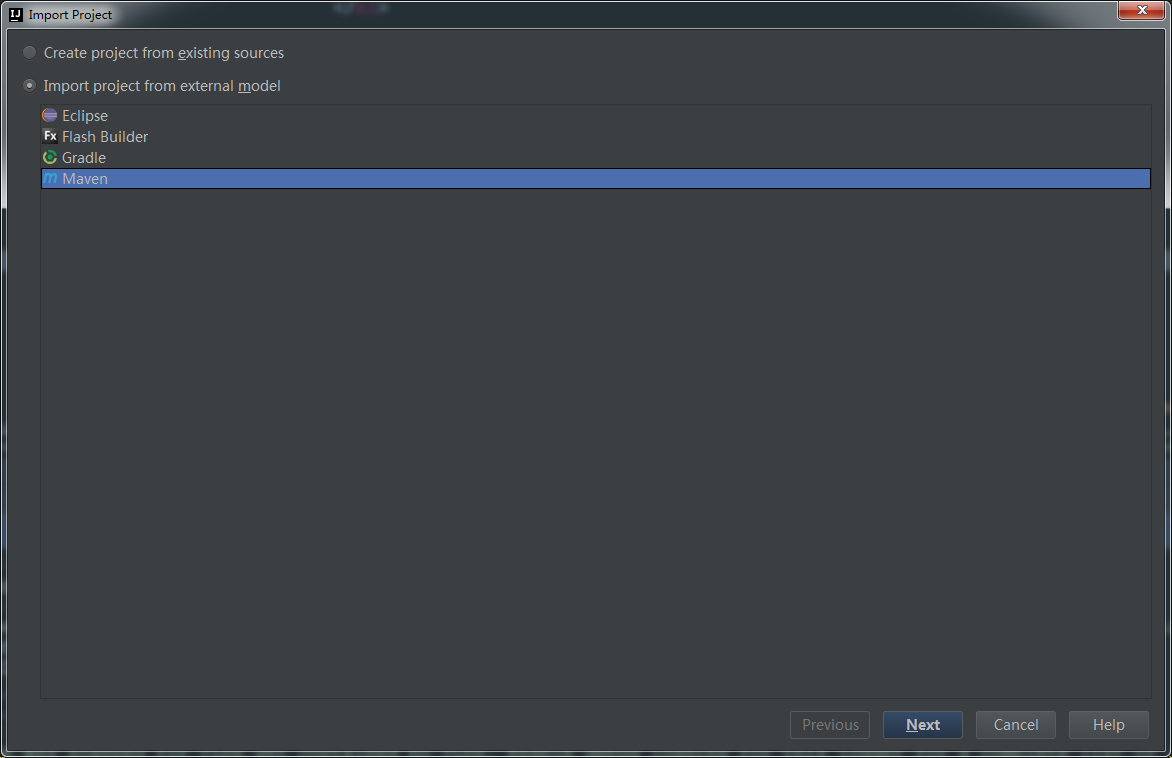 IJ Import Project
Create project from existing sources
Import project from external model
Eclipse
Fx Flash Builder
Gradle
m Maven
Previous Next Cancel Help